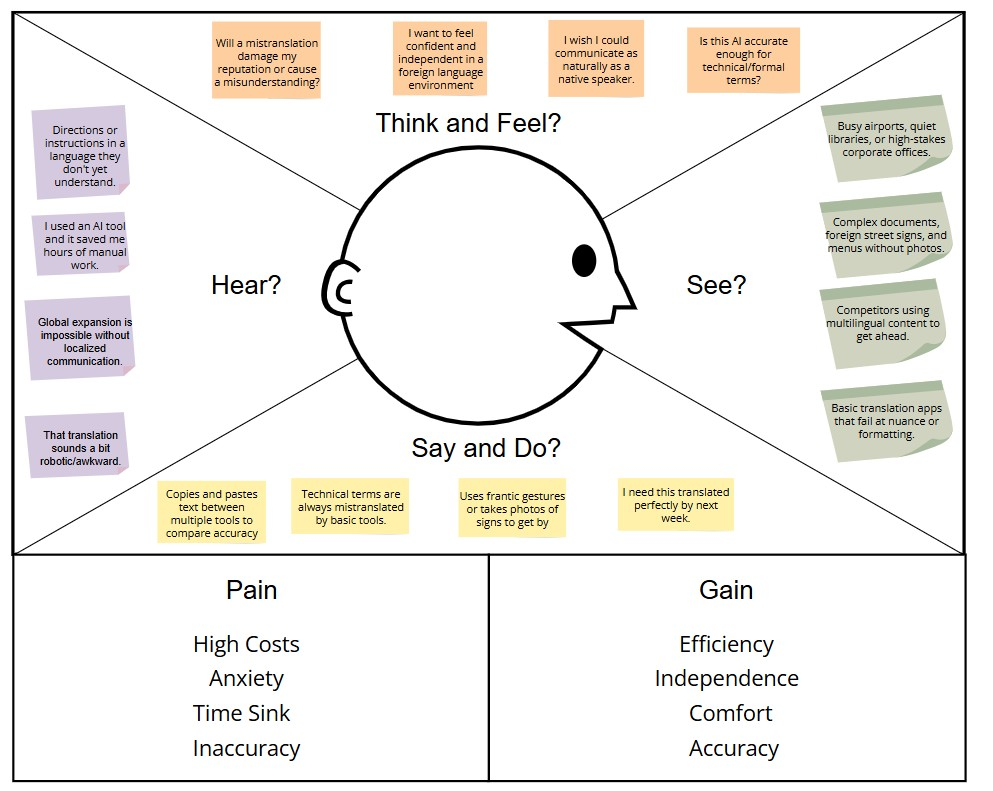 Will a mistranslation
damage my
reputation or cause
a misunderstanding?
I want to feel
confident and
independent in a
foreign language
environment
I wish I could
communicate as
naturally as a
native speaker.
Is this AI accurate
enough for
technical/formal
terms?
Think and Feel?
Directions or
instructions in a
language they
don't yet
understand.
I used an AI tool
and it saved me
hours of manual
work.
Global expansion is
impossible without
localized
communication.
That translation
sounds a bit
robotic/awkward.
Hear?
See?
Busy airports, quiet
libraries, or high-stakes
corporate offices.
Complex documents,
foreign street signs, and
menus without photos.
Competitors using
multilingual content to
get ahead.
Basic translation apps
that fail at nuance or
formatting.
Say and Do?
Copies and pastes
text between
multiple tools to
compare accuracy
Technical terms are
always mistranslated
by basic tools.
Uses frantic gestures
or takes photos of
signs to get by
I need this translated
perfectly by next
week.
Pain
High Costs
Anxiety
Time Sink
Inaccuracy
Gain
Efficiency
Independence
Comfort
Accuracy